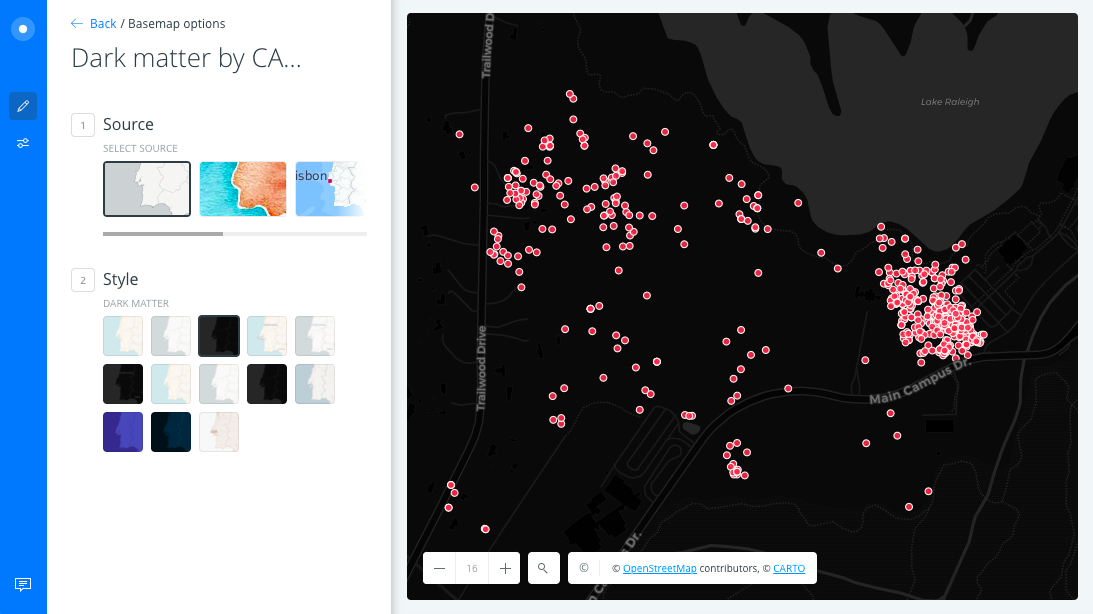 ← Back / Basemap options
Dark matter by CA...
1 Source
SELECT SOURCE
isbon
2 Style
DARK MATTER
Trailwood D
Lake Raleigh
Trailwood Drive
Main Campus Dr.
Dr.
16
© © OpenStreetMap contributors, © CARTO